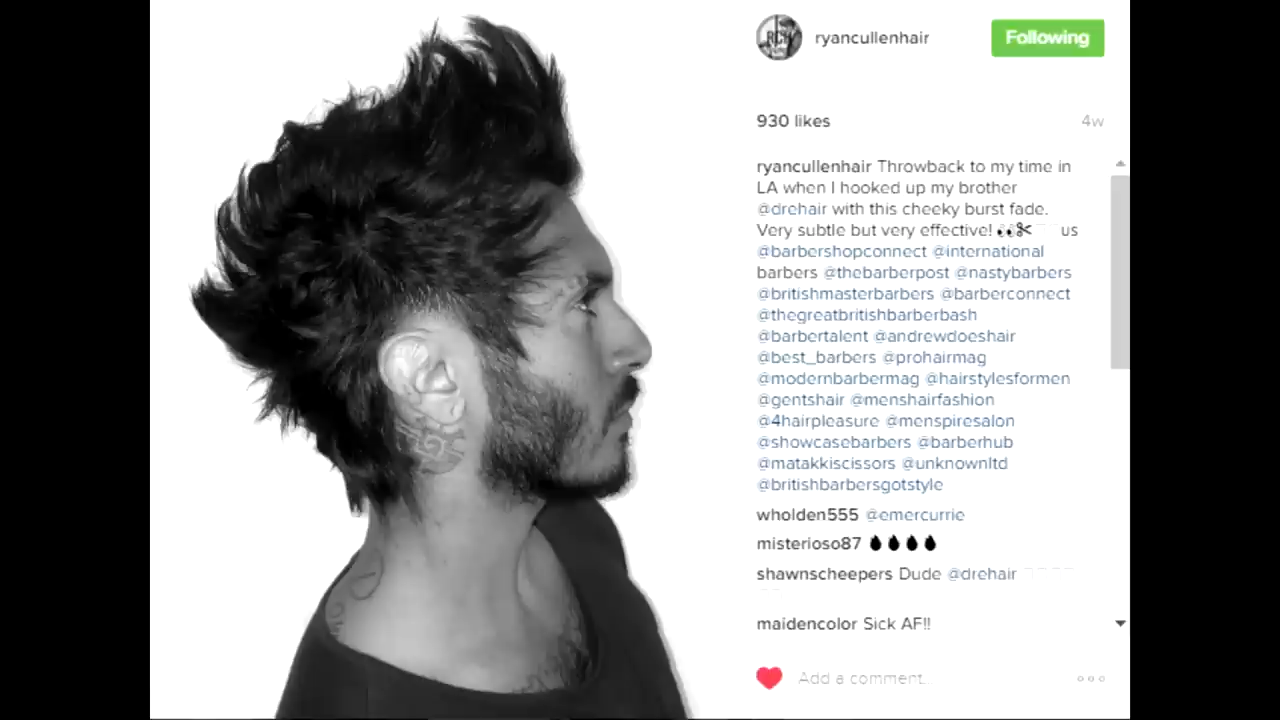 ryancullenhair
Following
930 likes
4w
ryancullenhair Throwback to my time in
LA when I hooked up my brother
@drehair with this cheeky burst fade.
Very subtle but very effective! 👀✂ us
@barbershopconnect @international
barbers @thebarberpost @nastybarbers
@britishmasterbarbers @barberconnect
@thegreatbritishbarberbash
@barbertalent @andrewdoeshair
@best_barbers @prohairmag
@modernbarbermag @hairstylesformen
@gentshair @menshairfashion
@4hairpleasure @menspiresalon
@showcasebarbers @barberhub
@matakkiscissors @unknownltd
@britishbarbersgotstyle
wholden555 @emercurrie
misterioso87
shawnscheepers Dude @drehair
maidencolor Sick AF!!
Add a comment...